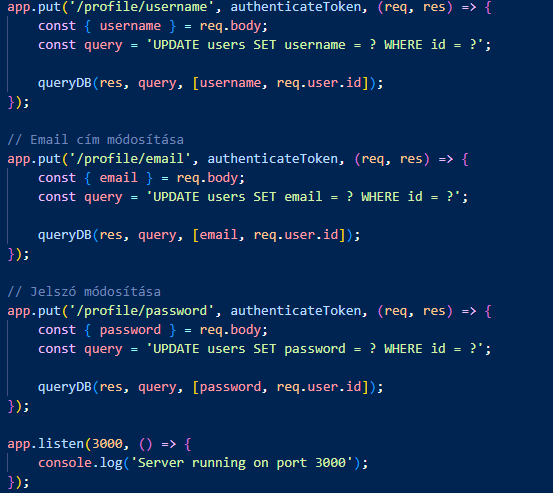 app.put('/profile/username', authenticateToken, (req, res) => {
    const { username } = req.body;
    const query = 'UPDATE users SET username = ? WHERE id = ?';

    queryDB(res, query, [username, req.user.id]);
});

// Email cím módosítása
app.put('/profile/email', authenticateToken, (req, res) => {
    const { email } = req.body;
    const query = 'UPDATE users SET email = ? WHERE id = ?';

    queryDB(res, query, [email, req.user.id]);
});

// Jelszó módosítása
app.put('/profile/password', authenticateToken, (req, res) => {
    const { password } = req.body;
    const query = 'UPDATE users SET password = ? WHERE id = ?';

    queryDB(res, query, [password, req.user.id]);
});

app.listen(3000, () => {
    console.log('Server running on port 3000');
});